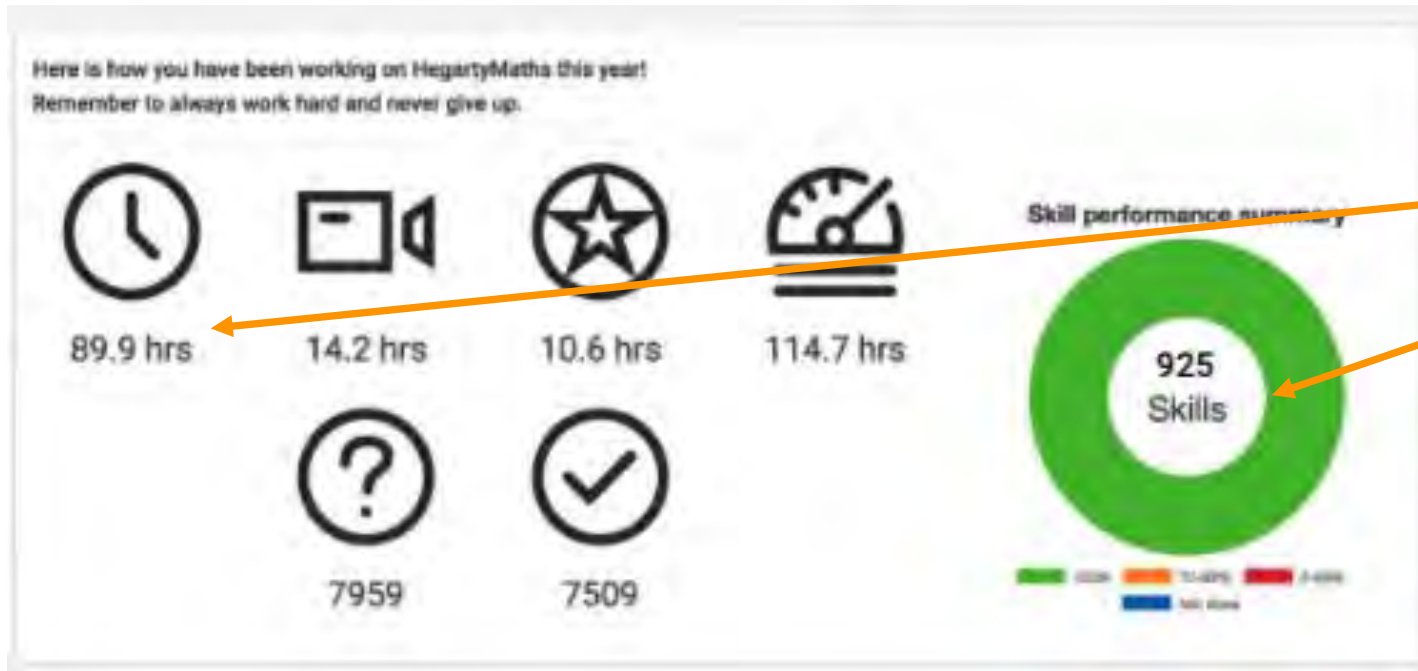 Here is how you have been working on HegartyMaths this year!
Remember to always work hard and never give up.
Skill performance summary
89.9 hrs
14.2 hrs
10.6 hrs
114.7 hrs
925
Skills
7959
7509